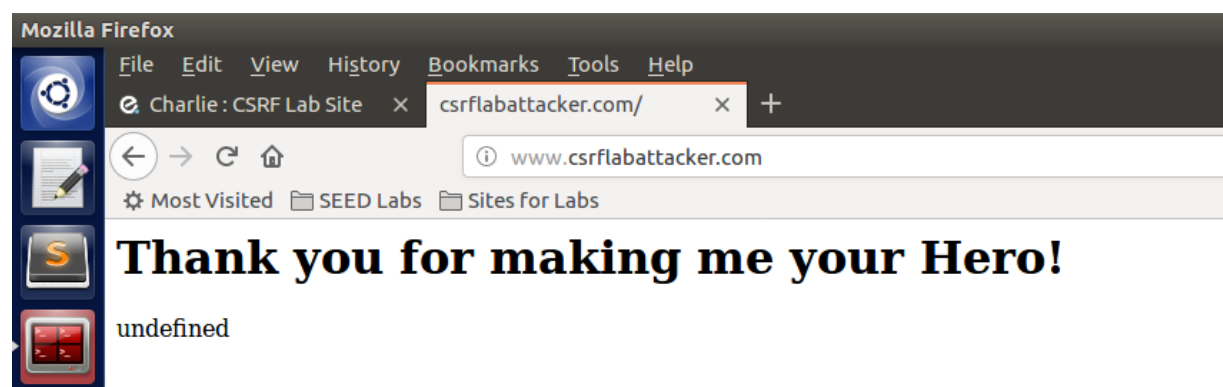 Mozilla Firefox
File Edit View History Bookmarks Tools Help
Charlie : CSRF Lab Site × csrflabattacker.com/ × +
www.csrflabattacker.com
Most Visited SEED Labs Sites for Labs
Thank you for making me your Hero!
undefined